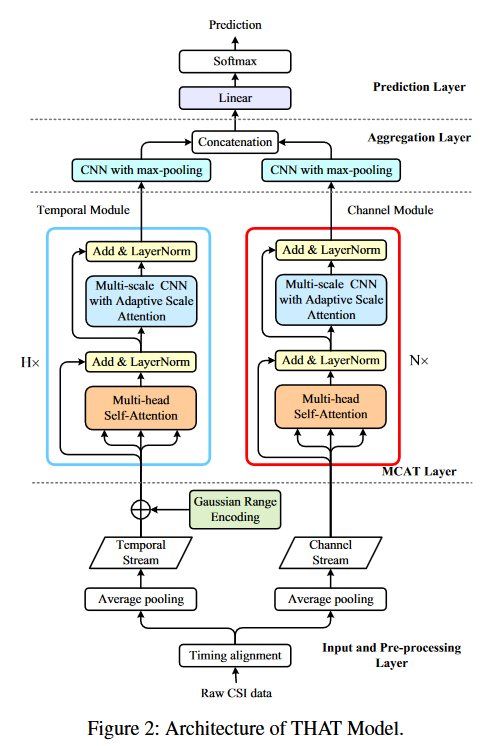 Prediction
Softmax
Linear
Prediction Layer
Concatenation
Aggregation Layer
CNN with max-pooling
CNN with max-pooling
Temporal Module
Channel Module
Add & LayerNorm
Multi-scale CNN
with Adaptive Scale
Attention
Add & LayerNorm
Multi-head
Self-Attention
H×
Add & LayerNorm
Multi-scale CNN
with Adaptive Scale
Attention
Add & LayerNorm
Multi-head
Self-Attention
N×
MCAT Layer
Gaussian Range
Encoding
Temporal
Stream
Channel
Stream
Average pooling
Average pooling
Timing alignment
Input and Pre-processing
Layer
Raw CSI data
Figure 2: Architecture of THAT Model.